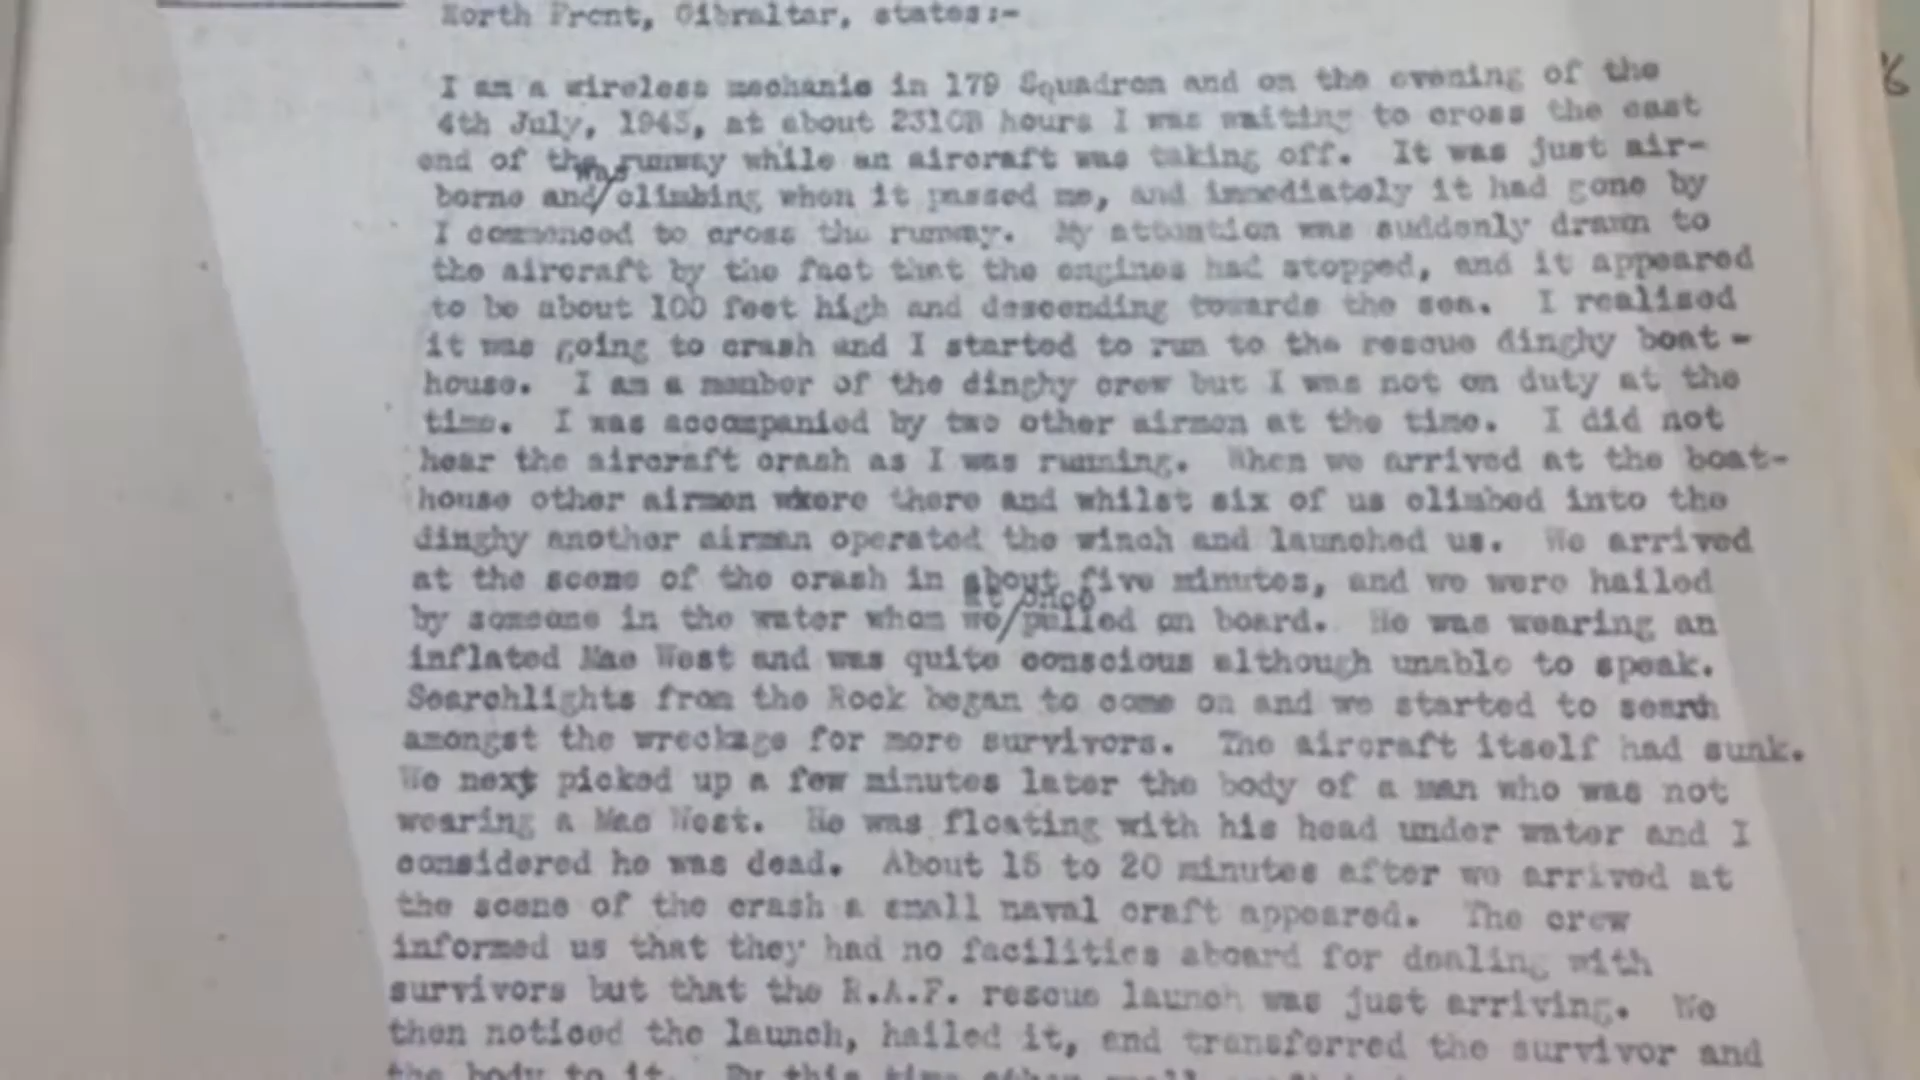 North Front, Gibraltar, states:-
I am a wireless mechanic in 179 Squadron and on the evening of the
4th July, 1943, at about 2310B hours I was waiting to cross the east
end of the runway while an aircraft was taking off. It was just air-
was
borne and/climbing when it passed me, and immediately it had gone by
I commenced to cross the runway. My attention was suddenly drawn to
the aircraft by the fact that the engines had stopped, and it appeared
to be about 100 feet high and descending towards the sea. I realised
it was going to crash and I started to run to the rescue dinghy boat-
house. I am a member of the dinghy crew but I was not on duty at the
time. I was accompanied by two other airmen at the time. I did not
hear the aircraft crash as I was running. When we arrived at the boat-
house other airmen were there and whilst six of us climbed into the
dinghy another airman operated the winch and launched us. We arrived
at the scene of the crash in about five minutes, and we were hailed
at once
by someone in the water whom we/pulled on board. He was wearing an
inflated Mae West and was quite conscious although unable to speak.
Searchlights from the Rock began to come on and we started to search
amongst the wreckage for more survivors. The aircraft itself had sunk.
We next picked up a few minutes later the body of a man who was not
wearing a Mae West. He was floating with his head under water and I
considered he was dead. About 15 to 20 minutes after we arrived at
the scene of the crash a small naval craft appeared. The crew
informed us that they had no facilities aboard for dealing with
survivors but that the R.A.F. rescue launch was just arriving. We
then noticed the launch, hailed it, and transferred the survivor and
the body to it. By this time other small